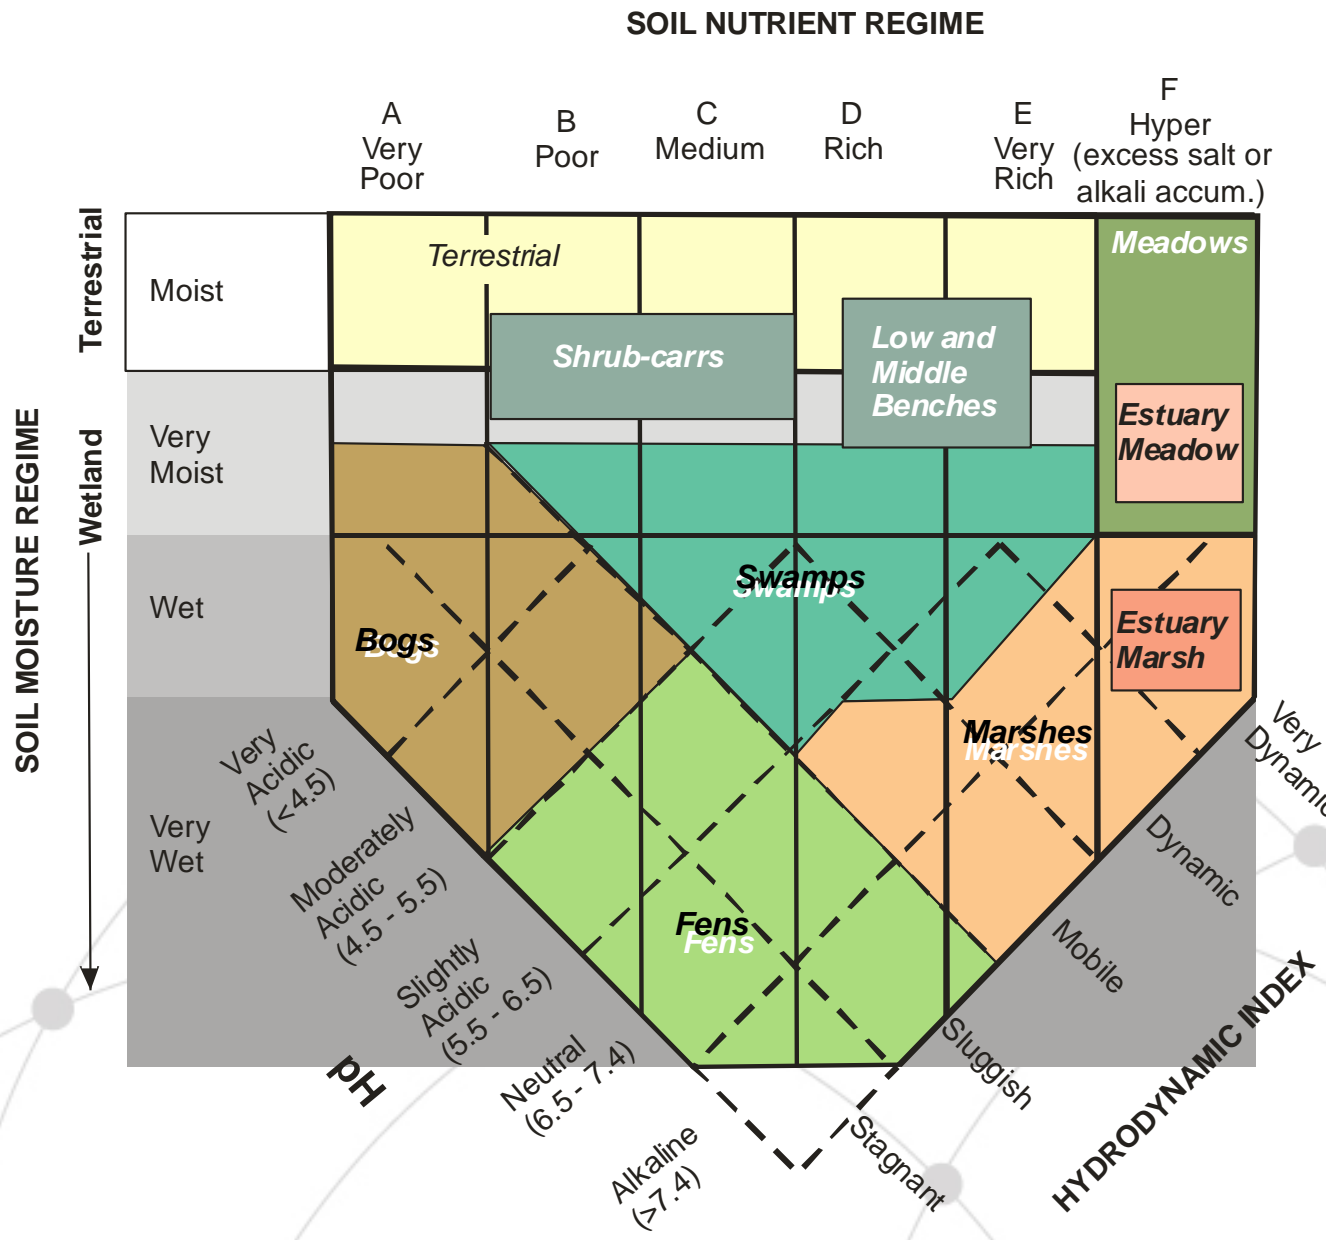 SOIL NUTRIENT REGIME
A
Very
Poor
B
Poor
C
Medium
D
Rich
E
Very
Rich
F
Hyper
(excess salt or
alkali accum.)
SOIL MOISTURE REGIME
Terrestrial
Wetland
Moist
Very
Moist
Wet
Very
Wet
Terrestrial
Shrub-carrs
Low and
Middle
Benches
Meadows
Estuary
Meadow
Swamps
Bogs
Estuary
Marsh
Marshes
Fens
Very
Acidic
(<4.5)
Moderately
Acidic
(4.5 - 5.5)
Slightly
Acidic
(5.5 - 6.5)
Neutral
(6.5 - 7.4)
Alkaline
(>7.4)
pH
Very
Dynamic
Dynamic
Mobile
Sluggish
Stagnant
HYDRODYNAMIC INDEX